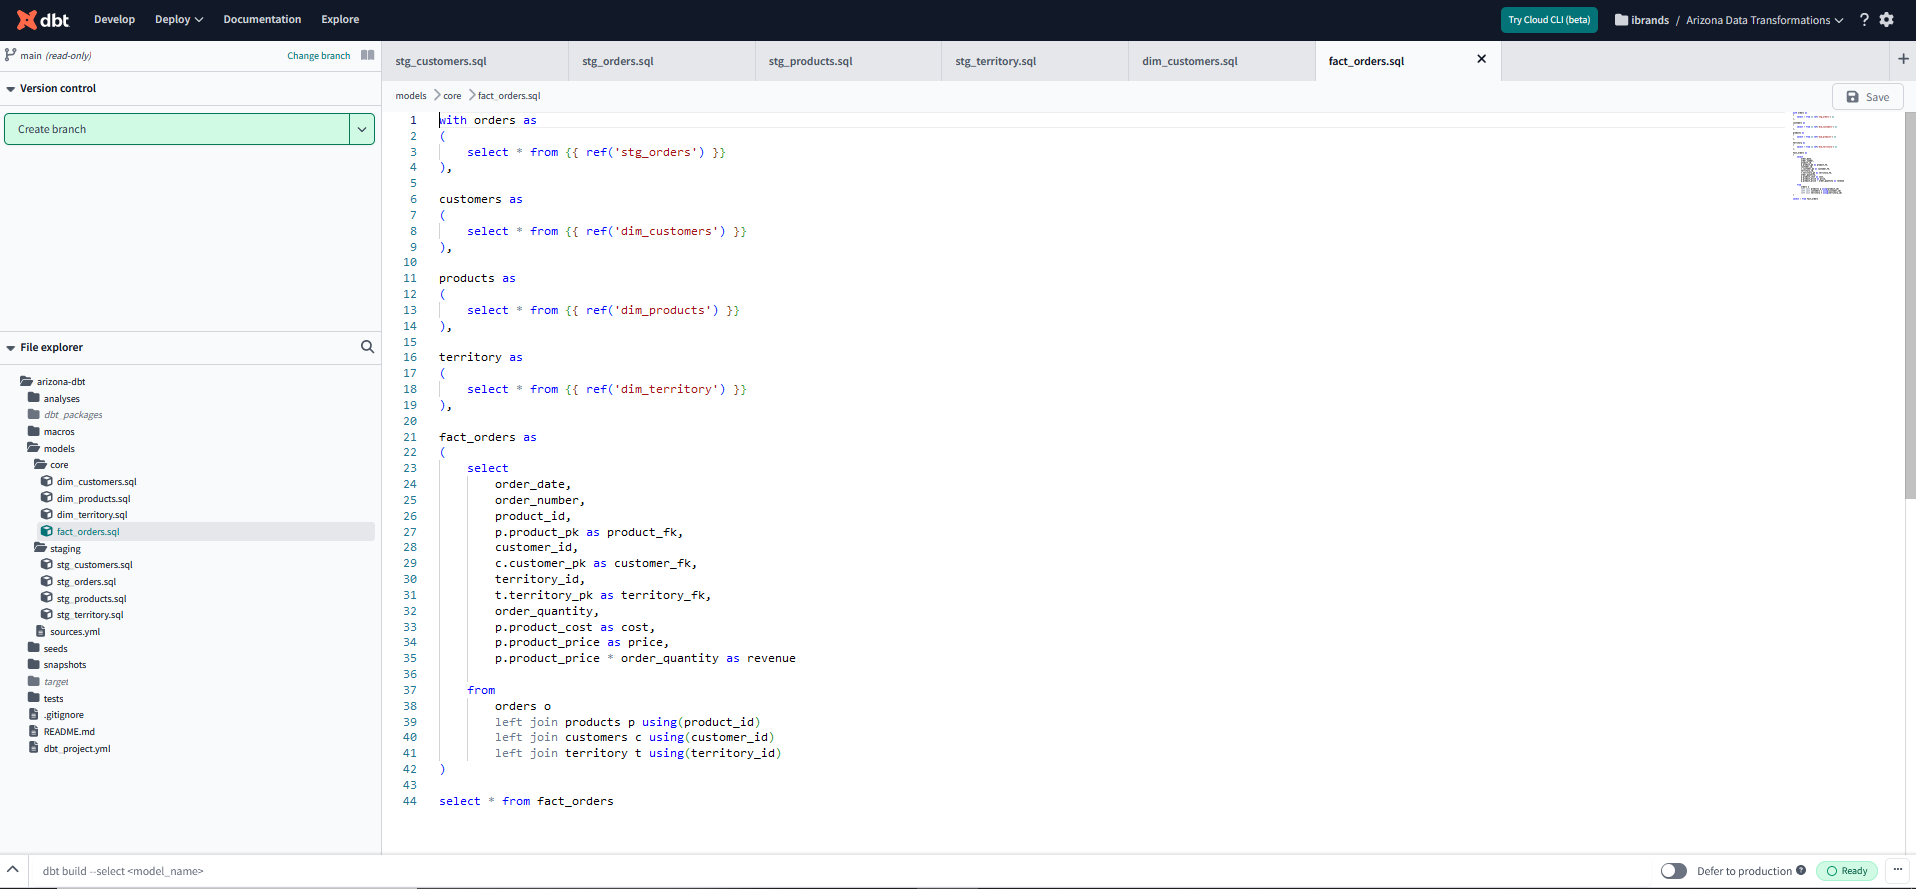 dbt
Develop
Deploy
Documentation
Explore
Try Cloud CLI (beta)
ibrands / Arizona Data Transformations
?
main (read-only)
Change branch
Version control
Create branch
File explorer
arizona-dbt
analyses
dbt_packages
macros
models
core
dim_customers.sql
dim_products.sql
dim_territory.sql
fact_orders.sql
staging
stg_customers.sql
stg_orders.sql
stg_products.sql
stg_territory.sql
sources.yml
seeds
snapshots
target
tests
.gitignore
README.md
dbt_project.yml
stg_customers.sql
stg_orders.sql
stg_products.sql
stg_territory.sql
dim_customers.sql
fact_orders.sql
models > core > fact_orders.sql
Save
1 with orders as
2 (
3 select * from {{ ref('stg_orders') }}
4 ),
5
6 customers as
7 (
8 select * from {{ ref('dim_customers') }}
9 ),
10
11 products as
12 (
13 select * from {{ ref('dim_products') }}
14 ),
15
16 territory as
17 (
18 select * from {{ ref('dim_territory') }}
19 ),
20
21 fact_orders as
22 (
23 select
24 order_date,
25 order_number,
26 product_id,
27 p.product_pk as product_fk,
28 customer_id,
29 c.customer_pk as customer_fk,
30 territory_id,
31 t.territory_pk as territory_fk,
32 order_quantity,
33 p.product_cost as cost,
34 p.product_price as price,
35 p.product_price * order_quantity as revenue
36
37 from
38 orders o
39 left join products p using(product_id)
40 left join customers c using(customer_id)
41 left join territory t using(territory_id)
42 )
43
44 select * from fact_orders
dbt build --select <model_name>
Defer to production
Ready